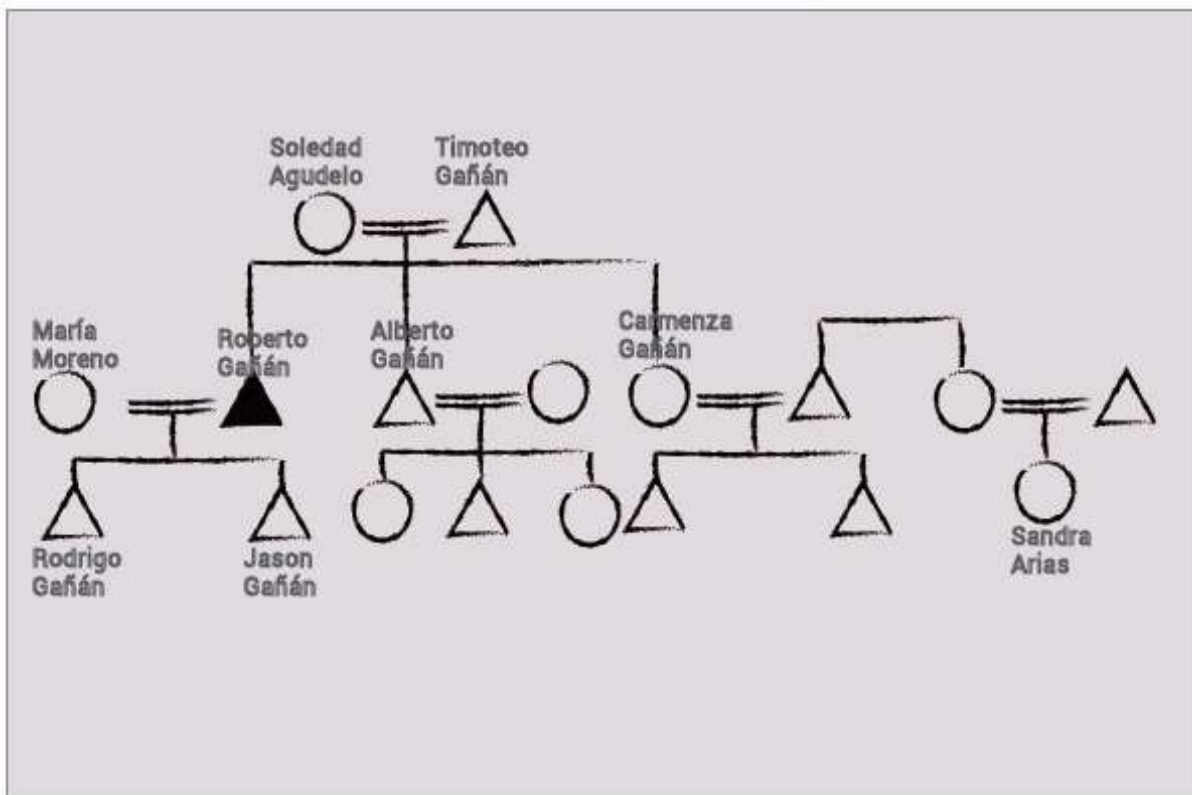 Soledad
Agudelo
Timoteo
Gañán
María
Moreno
Roberto
Gañán
Alberto
Gañán
Carmenza
Gañán
Rodrigo
Gañán
Jason
Gañán
Sandra
Arias